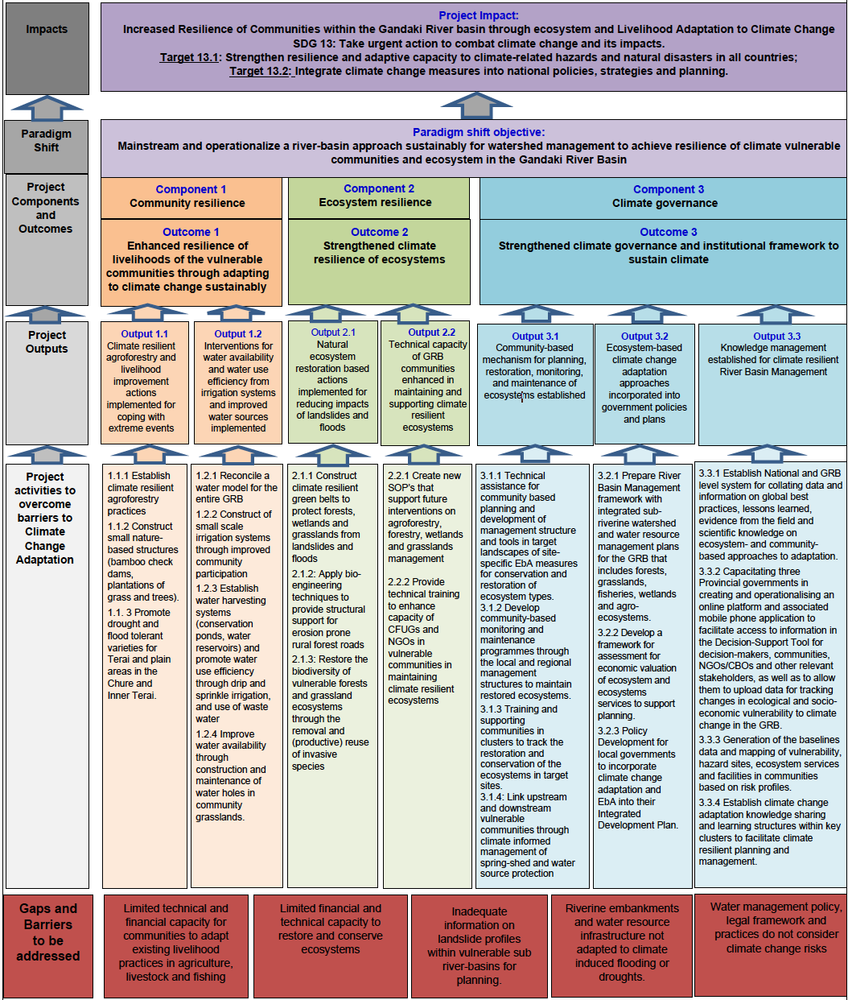 Impacts
Project Impact:
Increased Resilience of Communities within the Gandaki River basin through ecosystem and Livelihood Adaptation to Climate Change
SDG 13: Take urgent action to combat climate change and its impacts.
Target 13.1: Strengthen resilience and adaptive capacity to climate-related hazards and natural disasters in all countries;
Target 13.2: Integrate climate change measures into national policies, strategies and planning.
Paradigm
Shift
Paradigm shift objective:
Mainstream and operationalize a river-basin approach sustainably for watershed management to achieve resilience of climate vulnerable
communities and ecosystem in the Gandaki River Basin
Project
Components
and
Outcomes
Component 1
Community resilience
Component 2
Ecosystem resilience
Component 3
Climate governance
Outcome 1
Enhanced resilience of
livelihoods of the vulnerable
communities through adapting
to climate change sustainably
Outcome 2
Strengthened climate
resilience of ecosystems
Outcome 3
Strengthened climate governance and institutional framework to
sustain climate
Project
Outputs
Output 1.1
Climate resilient
agroforestry and
livelihood
improvement
actions
implemented for
coping with
extreme events
Output 1.2
Interventions for
water availability
and water use
efficiency from
irrigation systems
and improved
water sources
implemented
Output 2.1
Natural
ecosystem
restoration based
actions
implemented for
reducing impacts
of landslides and
floods
Output 2.2
Technical capacity
of GRB
communities
enhanced in
maintaining and
supporting climate
resilient
ecosystems
Output 3.1
Community-based
mechanism for planning,
restoration, monitoring,
and maintenance of
ecosystems established
Output 3.2
Ecosystem-based
climate change
adaptation
approaches
incorporated into
government policies
and plans
Output 3.3
Knowledge management
established for climate resilient
River Basin Management
Project
activities to
overcome
barriers to
Climate
Change
Adaptation
1.1.1 Establish
climate resilient
agroforestry
practices
1.1.2 Construct
small nature-
based structures
(bamboo check
dams,
plantations of
grass and trees).
1.1. 3 Promote
drought and
flood tolerant
varieties for
Terai and plain
areas in the
Chure and
Inner Terai.
1.2.1 Reconcile a
water model for the
entire GRB
1.2.2 Construct of
small scale
irrigation systems
through improved
community
participation
1.2.3 Establish
water harvesting
systems
(conservation
ponds, water
reservoirs) and
promote water
use efficiency
through drip and
sprinkle irrigation,
and use of waste
water
1.2.4 Improve
water availability
through
construction and
maintenance of
water holes in
community
grasslands.
2.1.1 Construct
climate resilient
green belts to
protect forests,
wetlands and
grasslands from
landslides and
floods
2.1.2: Apply bio-
engineering
techniques to
provide structural
support for
erosion prone
rural forest roads
2.1.3: Restore the
biodiversity of
vulnerable forests
and grassland
ecosystems
through the
removal and
(productive) reuse
of invasive
species
2.2.1 Create new
SOP's that
support future
interventions on
agroforestry,
forestry, wetlands
and grasslands
management
2.2.2 Provide
technical training
to enhance
capacity of
CFUGs and
NGOs in
vulnerable
communities in
maintaining
climate resilient
ecosystems
3.1.1 Technical
assistance for
community based
planning and
development of
management structure
and tools in target
landscapes of site-
specific EbA measures
for conservation and
restoration of
ecosystem types.
3.1.2 Develop
community-based
monitoring and
maintenance
programmes through
the local and regional
management
structures to maintain
restored ecosystems.
3.1.3 Training and
supporting
communities in
clusters to track the
restoration and
conservation of the
ecosystems in target
sites.
3.1.4: Link upstream
and downstream
vulnerable
communities through
climate informed
management of
spring-shed and water
source protection
3.2.1 Prepare River
Basin Management
framework with
integrated sub-
riverine watershed
and water resource
management plans
for the GRB that
includes forests,
grasslands,
fisheries, wetlands
and agro-
ecosystems.
3.2.2 Develop a
framework for
assessment for
economic valuation
of ecosystem and
ecosystems
services to support
planning.
3.2.3 Policy
Development for
local governments
to incorporate
climate change
adaptation and
EbA into their
Integrated
Development Plan.
3.3.1 Establish National and GRB
level system for collating data and
information on global best
practices, lessons learned,
evidence from the field and
scientific knowledge on
ecosystem- and community-
based approaches to adaptation.
3.3.2 Capacitating three
Provincial governments in
creating and operationalising an
online platform and associated
mobile phone application to
facilitate access to information in
the Decision-Support Tool for
decision-makers, communities,
NGOs/CBOs and other relevant
stakeholders, as well as to allow
them to upload data for tracking
changes in ecological and socio-
economic vulnerability to climate
change in the GRB.
3.3.3 Generation of the baselines
data and mapping of vulnerability,
hazard sites, ecosystem services
and facilities in communities
based on risk profiles.
3.3.4 Establish climate change
adaptation knowledge sharing
and learning structures within key
clusters to facilitate climate
resilient planning and
management.
Gaps and
Barriers
to be
addressed
Limited technical and
financial capacity for
communities to adapt
existing livelihood
practices in agriculture,
livestock and fishing
Limited financial and
technical capacity to
restore and conserve
ecosystems
Inadequate
information on
landslide profiles
within vulnerable sub
river-basins for
planning.
Riverine embankments
and water resource
infrastructure not
adapted to climate
induced flooding or
droughts.
Water management policy,
legal framework and
practices do not consider
climate change risks